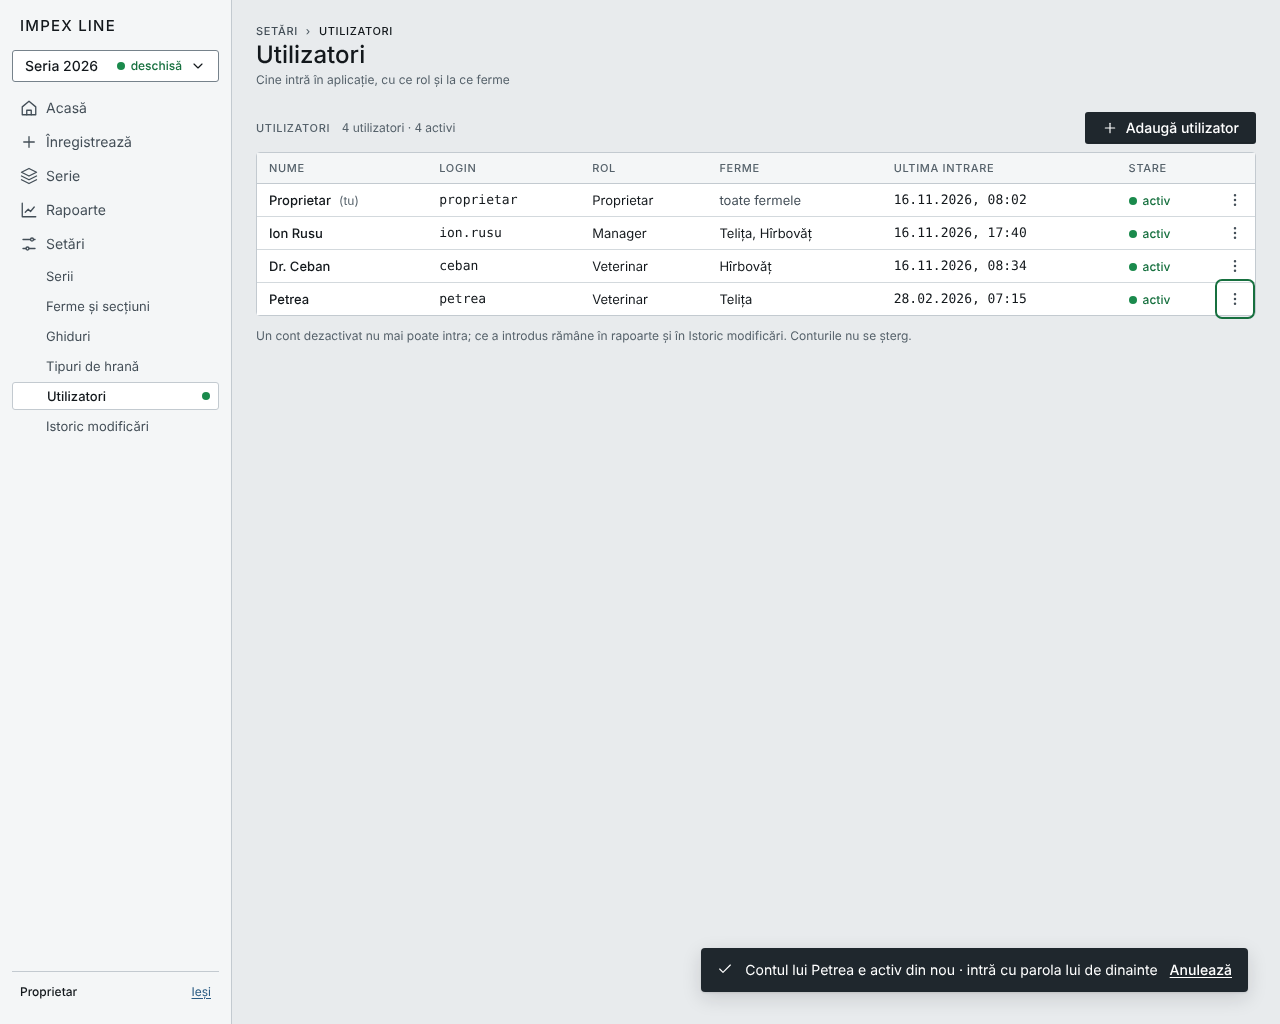 IMPEX LINE
Seria 2026 deschisă
Acasă
Înregistrează
Serie
Rapoarte
Setări
Serii
Ferme și secțiuni
Ghiduri
Tipuri de hrană
Utilizatori
Istoric modificări
Proprietar Ieși
SETĂRI › UTILIZATORI
Utilizatori
Cine intră în aplicație, cu ce rol și la ce ferme
UTILIZATORI 4 utilizatori · 4 activi
Adaugă utilizator
NUME LOGIN ROL FERME ULTIMA INTRARE STARE
Proprietar (tu) proprietar Proprietar toate fermele 16.11.2026, 08:02 activ
Ion Rusu ion.rusu Manager Telița, Hîrbovăț 16.11.2026, 17:40 activ
Dr. Ceban ceban Veterinar Hîrbovăț 16.11.2026, 08:34 activ
Petrea petrea Veterinar Telița 28.02.2026, 07:15 activ
Un cont dezactivat nu mai poate intra; ce a introdus rămâne în rapoarte și în Istoric modificări. Conturile nu se șterg.
Contul lui Petrea e activ din nou · intră cu parola lui de dinainte Anulează